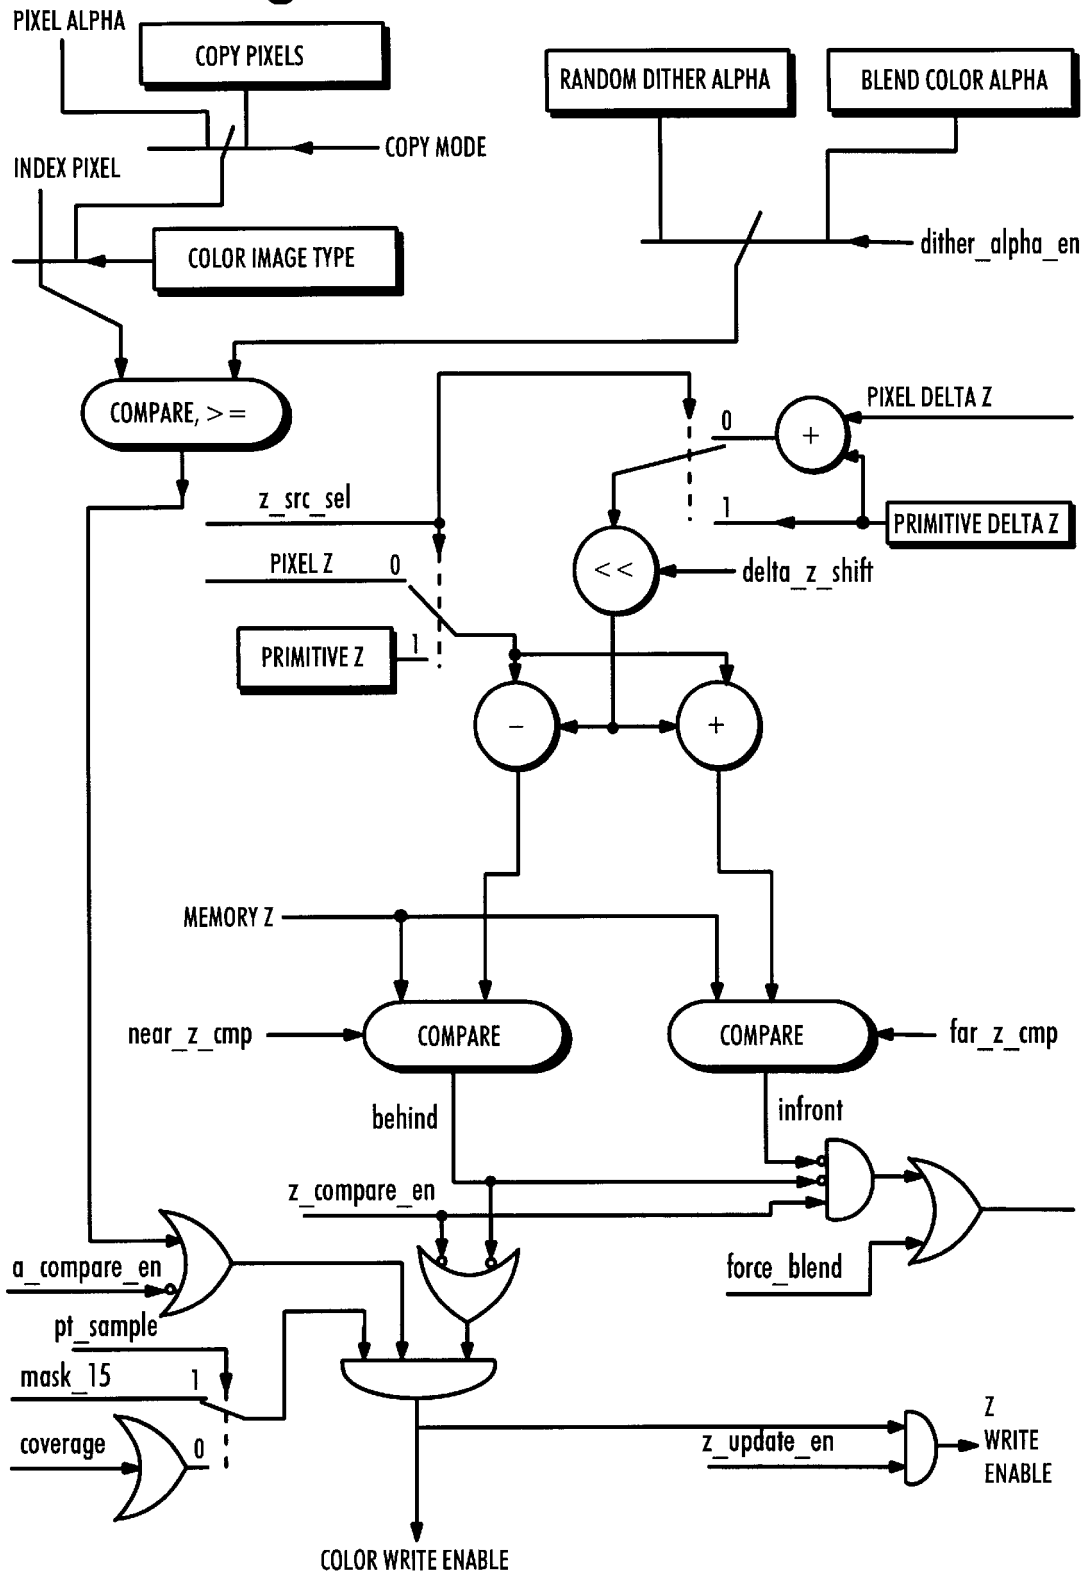 PIXEL ALPHA
COPY PIXELS
RANDOM DITHER ALPHA
BLEND COLOR ALPHA
COPY MODE
INDEX PIXEL
COLOR IMAGE TYPE
dither_alpha_en
COMPARE, > =
PIXEL DELTA Z
0
+
z_src_sel
1
PRIMITIVE DELTA Z
PIXEL Z
0
< <
delta_z_shift
PRIMITIVE Z
1
−
+
MEMORY Z
near_z_cmp
COMPARE
COMPARE
far_z_cmp
behind
infront
z_compare_en
a_compare_en
force_blend
pt_sample
mask_15
1
coverage
0
z_update_en
Z
WRITE
ENABLE
COLOR WRITE ENABLE